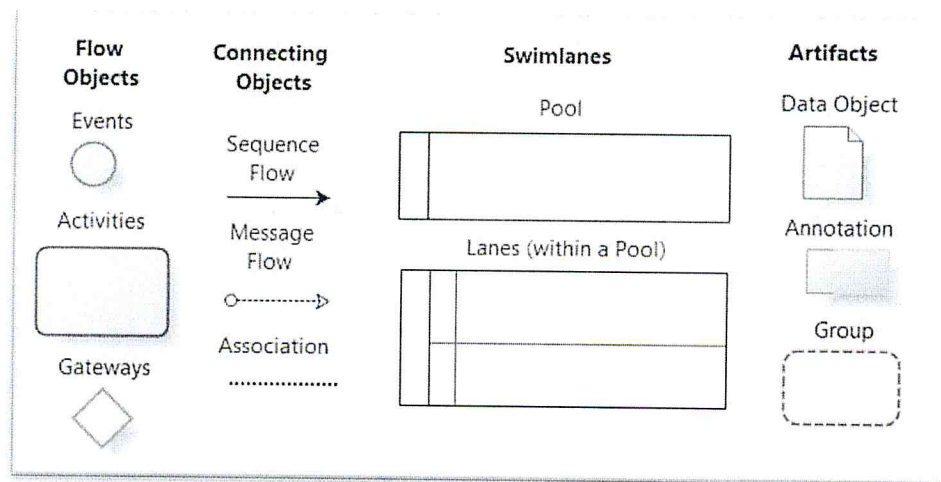 Flow
Objects
Events
Activities
Gateways
Connecting
Objects
Sequence
Flow
Message
Flow
Association
Swimlanes
Pool
Lanes (within a Pool)
Artifacts
Data Object
Annotation
Group